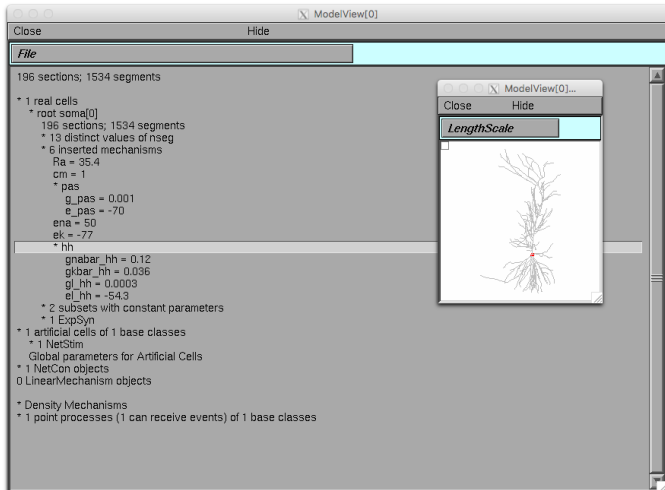 ModelView[0]
Close Hide
File
196 sections; 1534 segments
* 1 real cells
* root soma[0]
196 sections; 1534 segments
* 13 distinct values of nseg
* 6 inserted mechanisms
Ra = 35.4
cm = 1
* pas
g_pas = 0.001
e_pas = -70
ena = 50
ek = -77
* hh
gnabar_hh = 0.12
gkbar_hh = 0.036
gl_hh = 0.0003
el_hh = -54.3
* 2 subsets with constant parameters
* 1 ExpSyn
* 1 artificial cells of 1 base classes
* 1 NetStim
Global parameters for Artificial Cells
* 1 NetCon objects
0 LinearMechanism objects
* Density Mechanisms
* 1 point processes (1 can receive events) of 1 base classes
ModelView[0]...
Close Hide
LengthScale